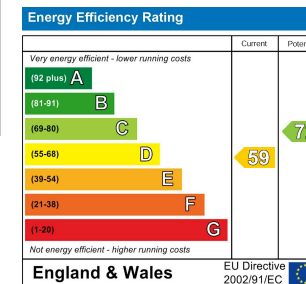 Energy Efficiency Rating
Current
Very energy efficient - lower running costs
(92 plus) A
(81-91) B
(69-80) C
(55-68) D
59
(39-54) E
(21-38) F
(1-20) G
Not energy efficient - higher running costs
England & Wales
EU Directive
2002/91/EC